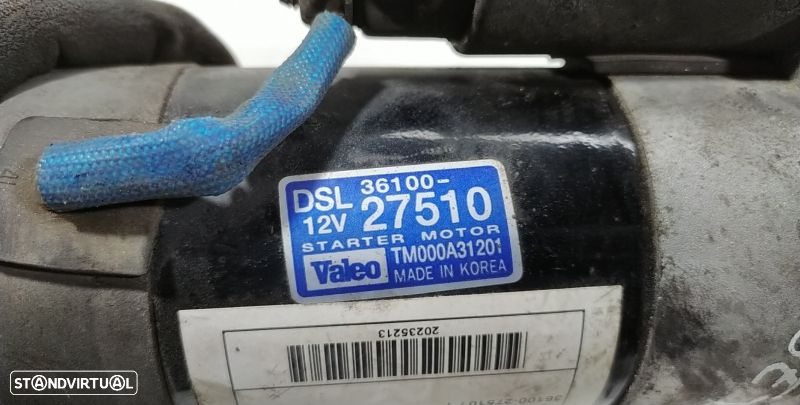 DSL 36100-
12V 27510
STARTER MOTOR
Valeo TM000A31201
MADE IN KOREA
20235213
STANDVIRTUAL